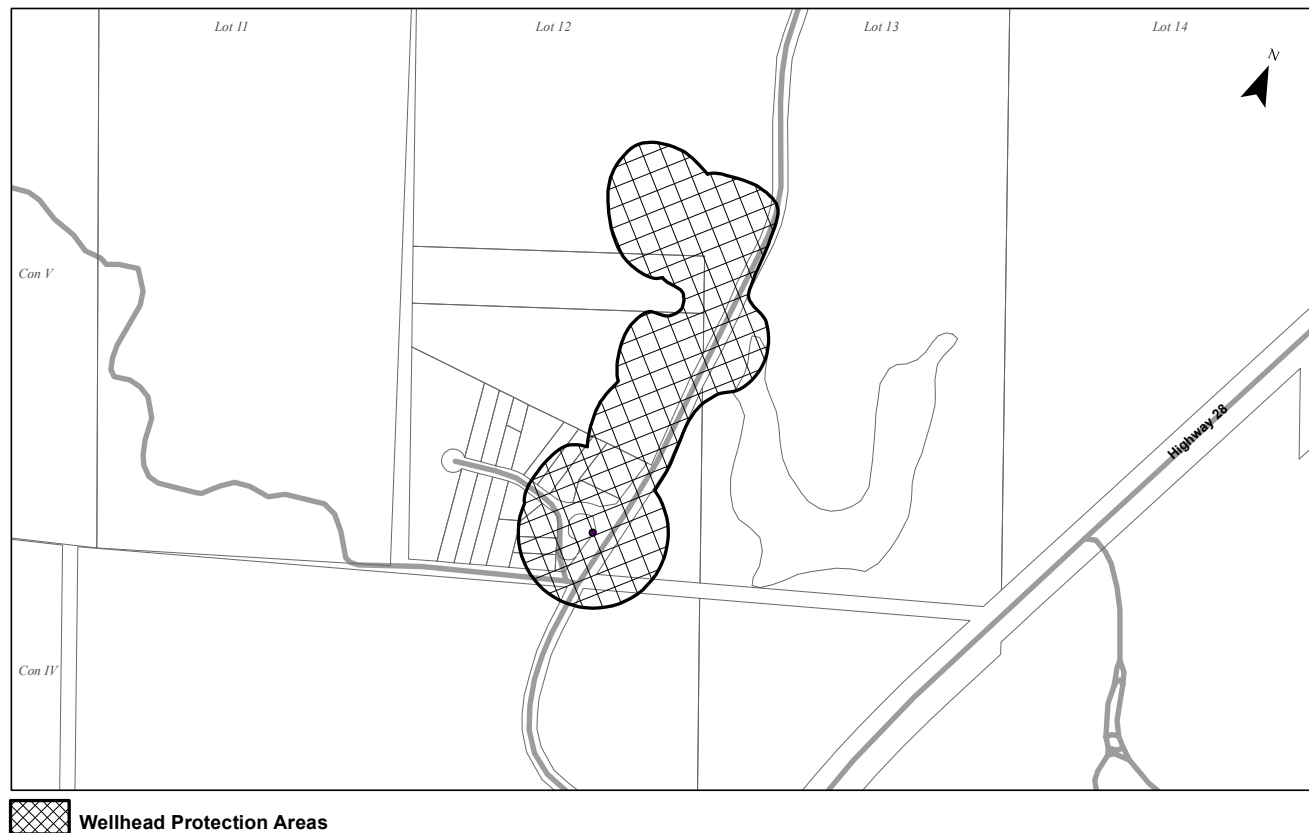 Lot 11
Lot 12
Lot 13
Lot 14
N
Con V
Highway 28
Con IV
Wellhead Protection Areas